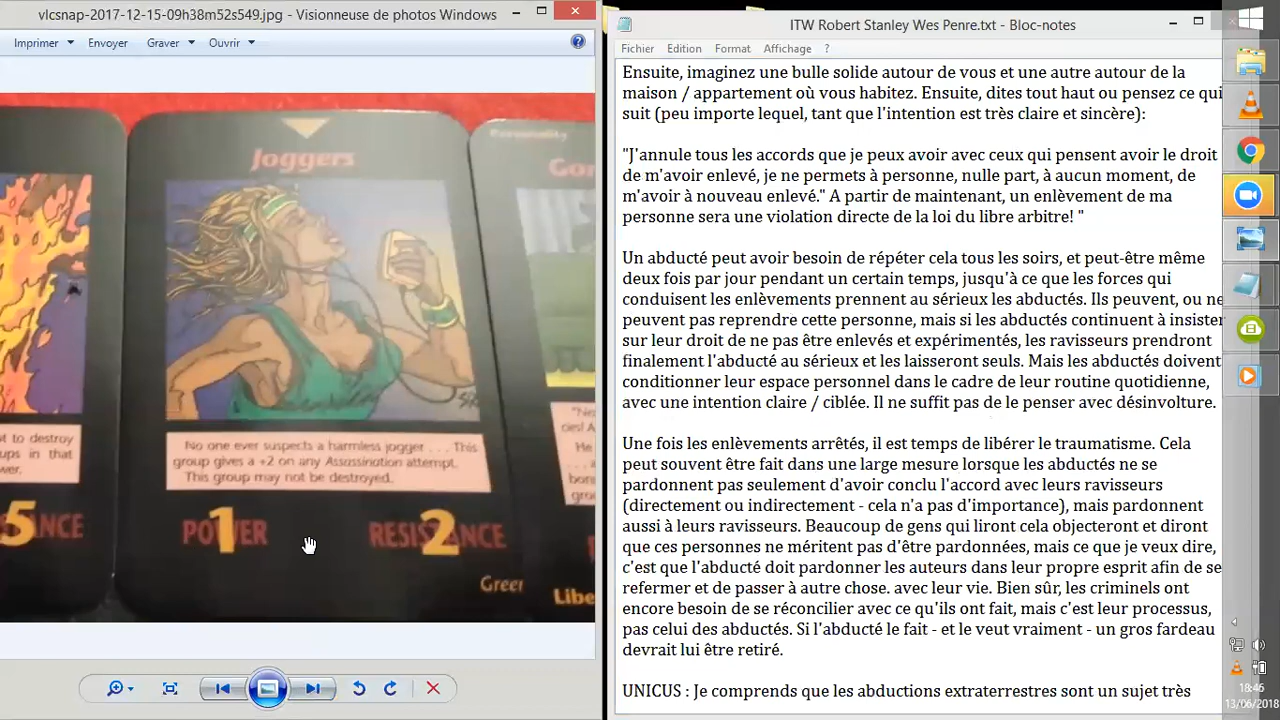 vlcsnap-2017-12-15-09h38m52s549.jpg - Visionneuse de photos Windows
Imprimer
Envoyer
Graver
Ouvrir
Personality
Joggers
No one ever suspects a harmless jogger . . . This
group gives a +2 on any Assassination attempt.
This group may not be destroyed.
POWER
1
RESISTANCE
2
Green
t to destroy
ups in that
wer.
5
ITW Robert Stanley Wes Penre.txt - Bloc-notes
Fichier Edition Format Affichage ?
Ensuite, imaginez une bulle solide autour de vous et une autre autour de la
maison / appartement où vous habitez. Ensuite, dites tout haut ou pensez ce qui
suit (peu importe lequel, tant que l'intention est très claire et sincère):
"J'annule tous les accords que je peux avoir avec ceux qui pensent avoir le droit
de m'avoir enlevé, je ne permets à personne, nulle part, à aucun moment, de
m'avoir à nouveau enlevé." A partir de maintenant, un enlèvement de ma
personne sera une violation directe de la loi du libre arbitre! "
Un abducté peut avoir besoin de répéter cela tous les soirs, et peut-être même
deux fois par jour pendant un certain temps, jusqu'à ce que les forces qui
conduisent les enlèvements prennent au sérieux les abductés. Ils peuvent, ou ne
peuvent pas reprendre cette personne, mais si les abductés continuent à insister
sur leur droit de ne pas être enlevés et expérimentés, les ravisseurs prendront
finalement l'abducté au sérieux et les laisseront seuls. Mais les abductés doivent
conditionner leur espace personnel dans le cadre de leur routine quotidienne,
avec une intention claire / ciblée. Il ne suffit pas de le penser avec désinvolture.
Une fois les enlèvements arrêtés, il est temps de libérer le traumatisme. Cela
peut souvent être fait dans une large mesure lorsque les abductés ne se
pardonnent pas seulement d'avoir conclu l'accord avec leurs ravisseurs
(directement ou indirectement - cela n'a pas d'importance), mais pardonnent
aussi à leurs ravisseurs. Beaucoup de gens qui liront cela objecteront et diront
que ces personnes ne méritent pas d'être pardonnées, mais ce que je veux dire,
c'est que l'abducté doit pardonner les auteurs dans leur propre esprit afin de se
refermer et de passer à autre chose. avec leur vie. Bien sûr, les criminels ont
encore besoin de se réconcilier avec ce qu'ils ont fait, mais c'est leur processus,
pas celui des abductés. Si l'abducté le fait - et le veut vraiment - un gros fardeau
devrait lui être retiré.
UNICUS : Je comprends que les abductions extraterrestres sont un sujet très
18:46
13/06/2018